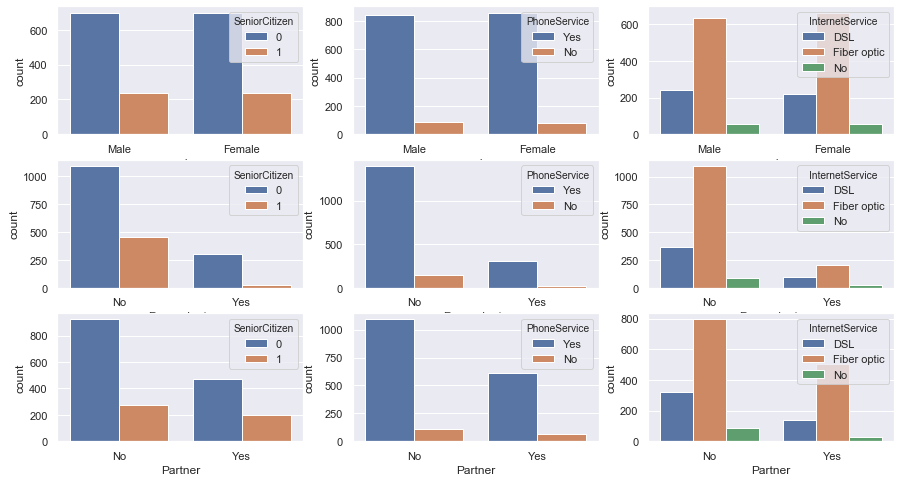 count
600
400
200
0
Male
Female
SeniorCitizen
0
1
count
800
600
400
200
0
Male
Female
PhoneService
Yes
No
count
600
400
200
0
Male
Female
InternetService
DSL
Fiber optic
No
count
1000
750
500
250
0
No
Yes
SeniorCitizen
0
1
count
1000
500
0
No
Yes
PhoneService
Yes
No
count
1000
750
500
250
0
No
Yes
InternetService
DSL
Fiber optic
No
count
800
600
400
200
0
No
Yes
Partner
SeniorCitizen
0
1
count
1000
750
500
250
0
No
Yes
Partner
PhoneService
Yes
No
count
800
600
400
200
0
No
Yes
Partner
InternetService
DSL
Fiber optic
No